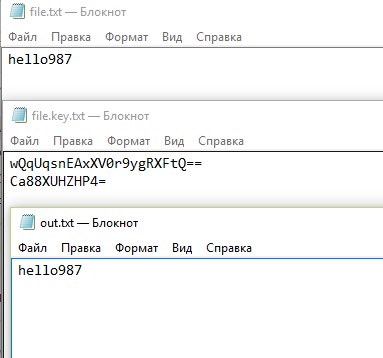 file.txt — Блокнот
Файл Правка Формат Вид Справка
hello987
file.key.txt — Блокнот
Файл Правка Формат Вид Справка
wQqUqsnEAxXV0r9ygRXFtQ==
Ca88XUHZHP4=
out.txt — Блокнот
Файл Правка Формат Вид Справка
hello987